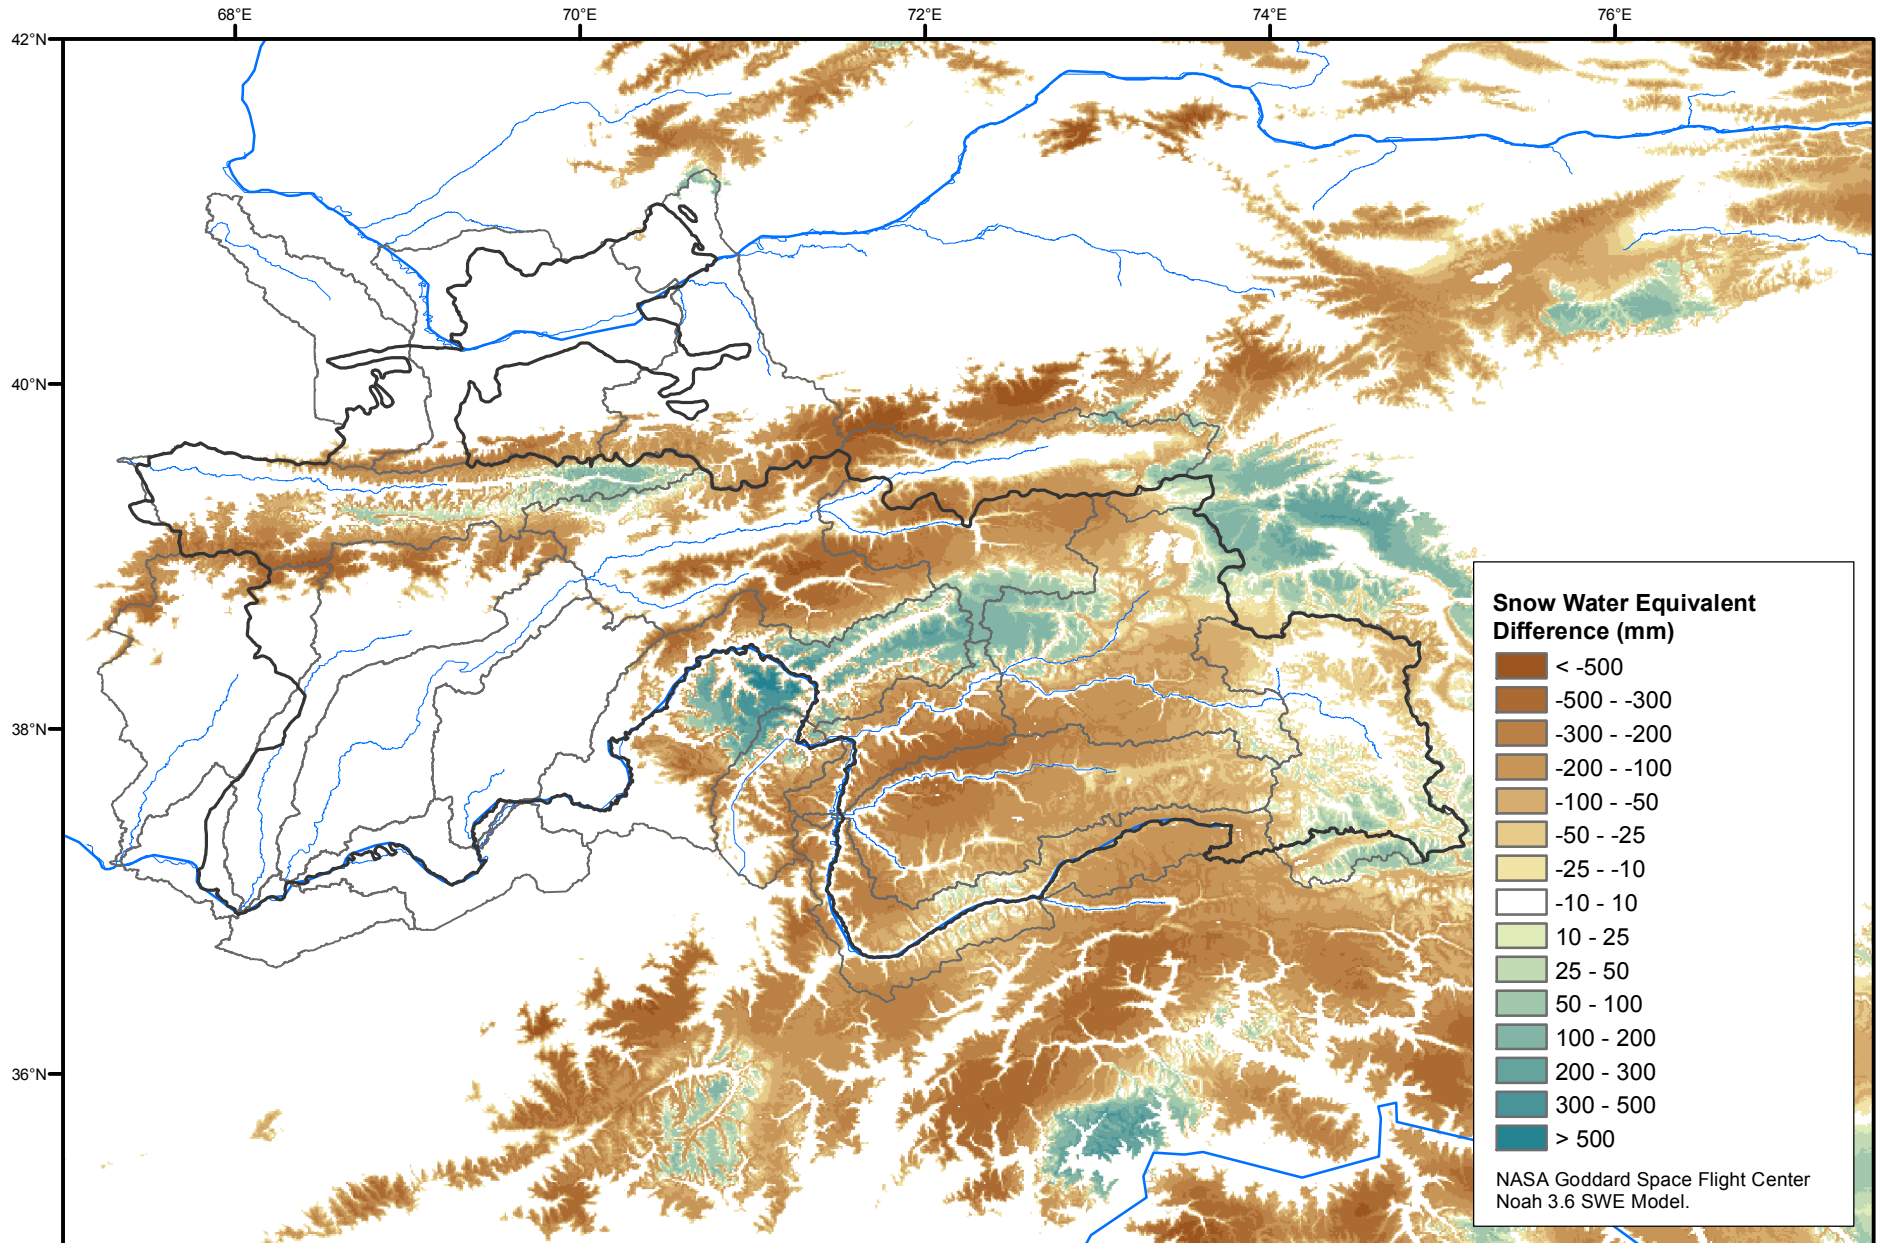 68°E
70°E
72°E
74°E
76°E
42°N
40°N
38°N
36°N
Snow Water Equivalent
Difference (mm)
< -500
-500 - -300
-300 - -200
-200 - -100
-100 - -50
-50 - -25
-25 - -10
-10 - 10
10 - 25
25 - 50
50 - 100
100 - 200
200 - 300
300 - 500
> 500
NASA Goddard Space Flight Center
Noah 3.6 SWE Model.